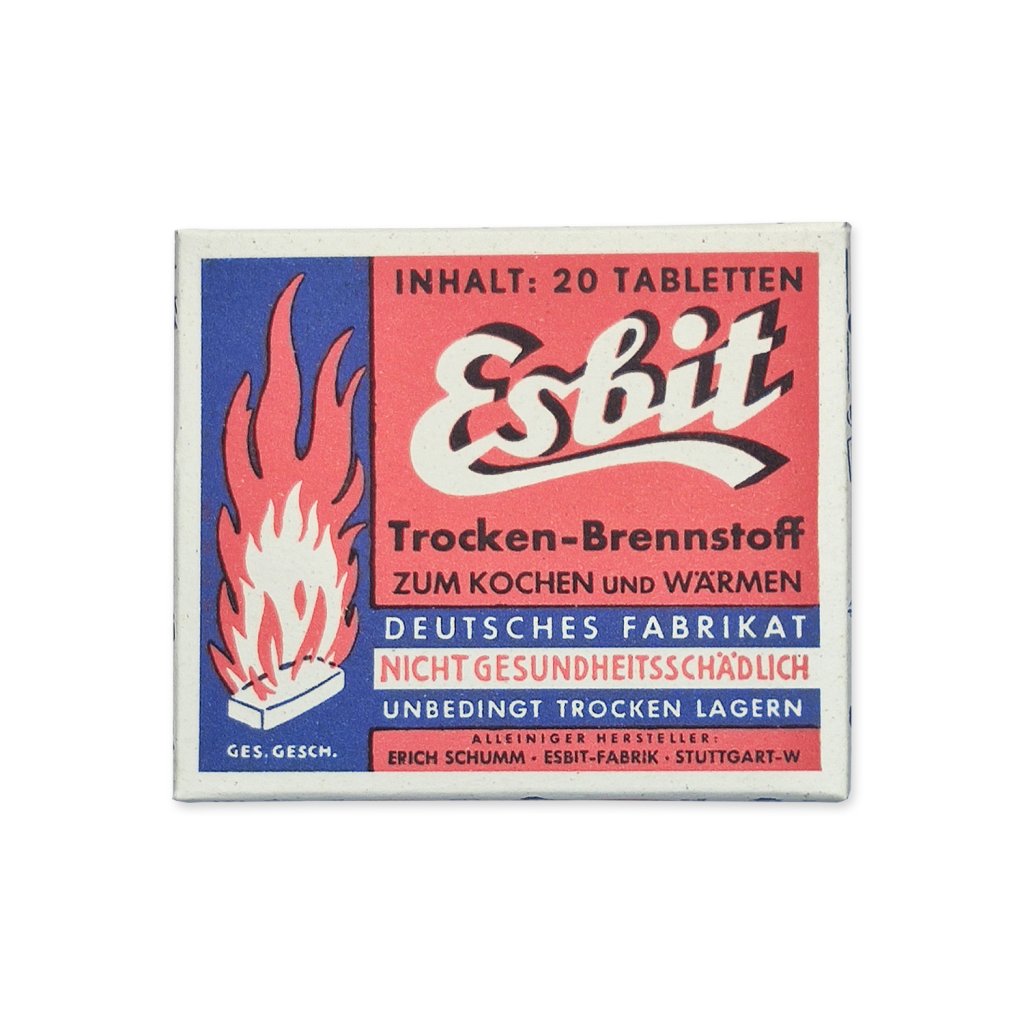 INHALT: 20 TABLETTEN
Esbit
Trocken-Brennstoff
ZUM KOCHEN UND WÄRMEN
DEUTSCHES FABRIKAT
NICHT GESUNDHEITSSCHÄDLICH
UNBEDINGT TROCKEN LAGERN
ALLEINIGER HERSTELLER:
ERICH SCHUMM · ESBIT-FABRIK · STUTTGART-W
GES. GESCH.